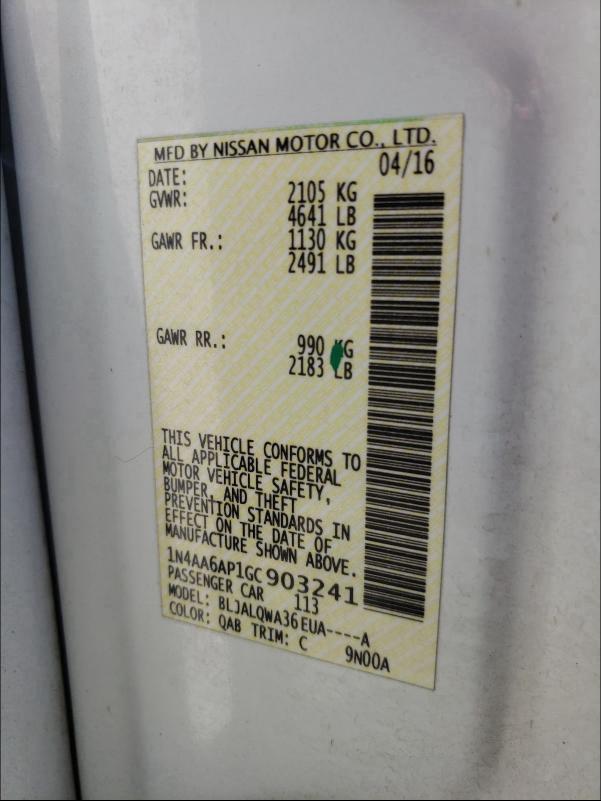 MFD BY NISSAN MOTOR CO., LTD.
DATE: 04/16
GVWR: 2105 KG
4641 LB
GAWR FR.: 1130 KG
2491 LB
GAWR RR.: 990 KG
2183 LB
THIS VEHICLE CONFORMS TO
ALL APPLICABLE FEDERAL
MOTOR VEHICLE SAFETY,
BUMPER, AND THEFT
PREVENTION STANDARDS IN
EFFECT ON THE DATE OF
MANUFACTURE SHOWN ABOVE.
1N4AA6AP1GC903241
PASSENGER CAR 113
MODEL: BLJALQWA36EUA----A
COLOR: QAB TRIM: C 9N00A